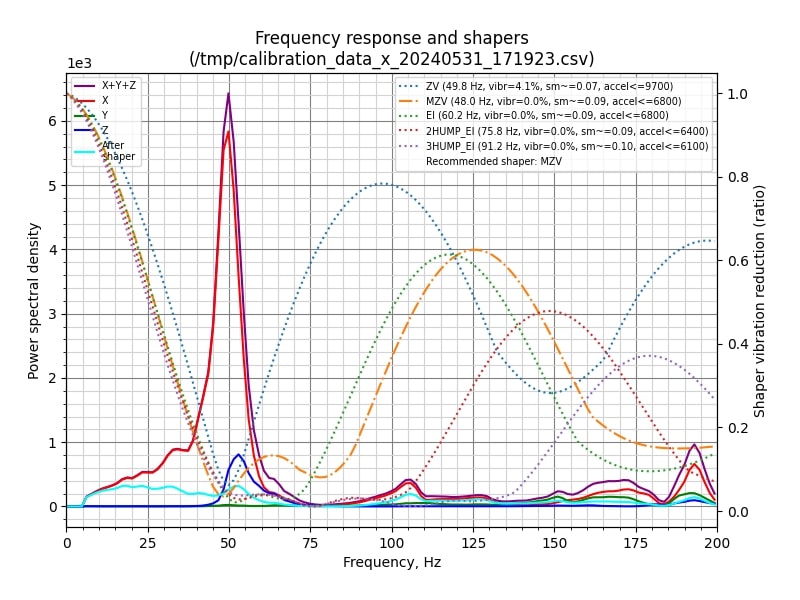 Frequency response and shapers
(/tmp/calibration_data_x_20240531_171923.csv)
1e3
X+Y+Z
X
Y
Z
After
shaper
ZV (49.8 Hz, vibr=4.1%, sm~=0.07, accel<=9700)
MZV (48.0 Hz, vibr=0.0%, sm~=0.09, accel<=6800)
EI (60.2 Hz, vibr=0.0%, sm~=0.09, accel<=6800)
2HUMP_EI (75.8 Hz, vibr=0.0%, sm~=0.09, accel<=6400)
3HUMP_EI (91.2 Hz, vibr=0.0%, sm~=0.10, accel<=6100)
Recommended shaper: MZV
Power spectral density
6
5
4
3
2
1
0
1.0
0.8
0.6
0.4
0.2
0.0
Shaper vibration reduction (ratio)
0 25 50 75 100 125 150 175 200
Frequency, Hz